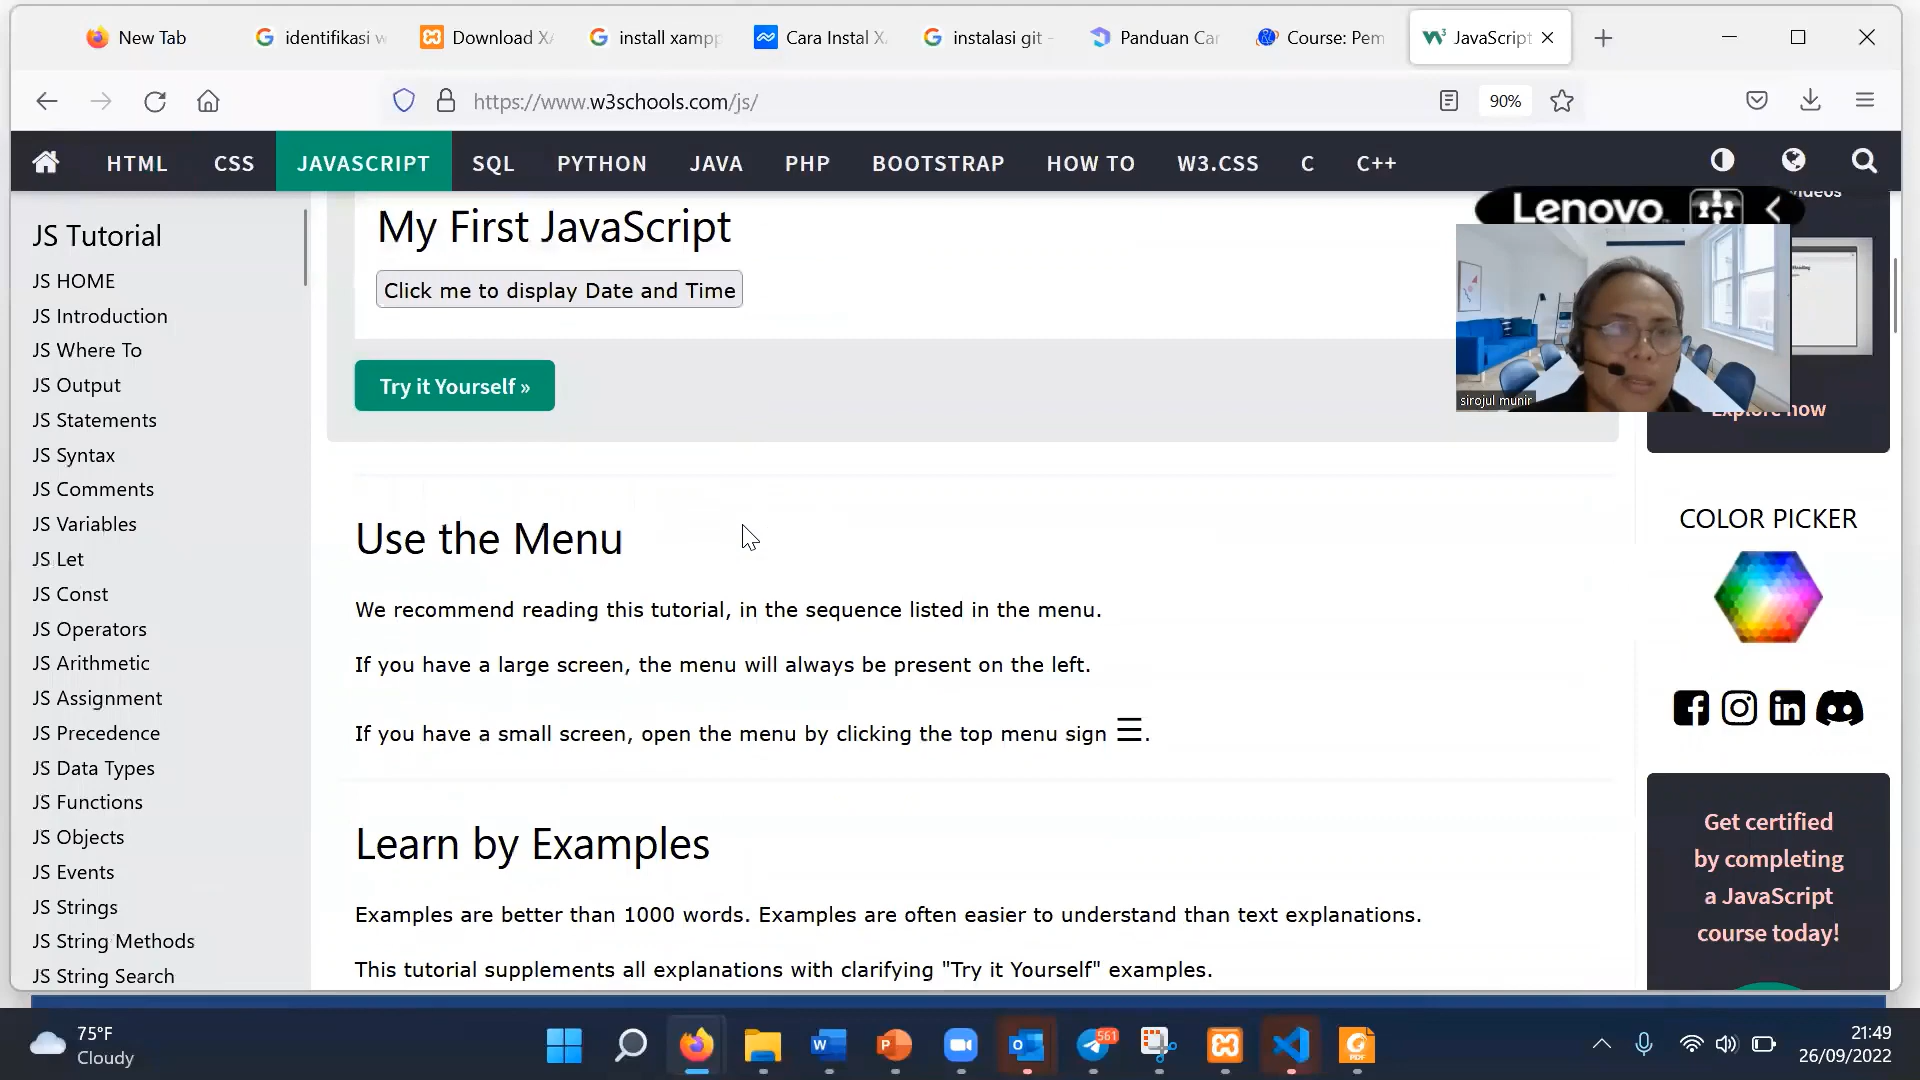 New Tab
identifikasi w
Download XA
install xampp
Cara Instal X
instalasi git -
Panduan Car
Course: Pem
JavaScript
https://www.w3schools.com/js/
90%
HTML CSS JAVASCRIPT SQL PYTHON JAVA PHP BOOTSTRAP HOW TO W3.CSS C C++
Lenovo
sirojul munir
JS Tutorial
JS HOME
JS Introduction
JS Where To
JS Output
JS Statements
JS Syntax
JS Comments
JS Variables
JS Let
JS Const
JS Operators
JS Arithmetic
JS Assignment
JS Precedence
JS Data Types
JS Functions
JS Objects
JS Events
JS Strings
JS String Methods
JS String Search
My First JavaScript
Click me to display Date and Time
Try it Yourself »
Use the Menu
We recommend reading this tutorial, in the sequence listed in the menu.
If you have a large screen, the menu will always be present on the left.
If you have a small screen, open the menu by clicking the top menu sign ☰.
Learn by Examples
Examples are better than 1000 words. Examples are often easier to understand than text explanations.
This tutorial supplements all explanations with clarifying "Try it Yourself" examples.
Explore now
COLOR PICKER
Get certified
by completing
a JavaScript
course today!
75°F
Cloudy
561
21:49
26/09/2022